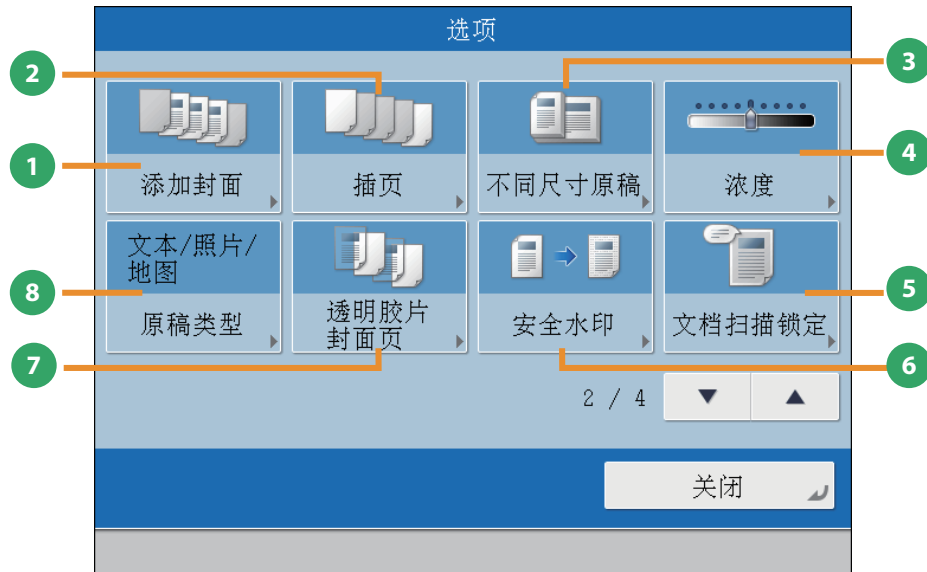 选项
2
3
1
4
添加封面
插页
不同尺寸原稿
浓度
文本/照片/
地图
8
5
原稿类型
透明胶片
封面页
安全水印
文档扫描锁定
7
6
2 / 4
关闭